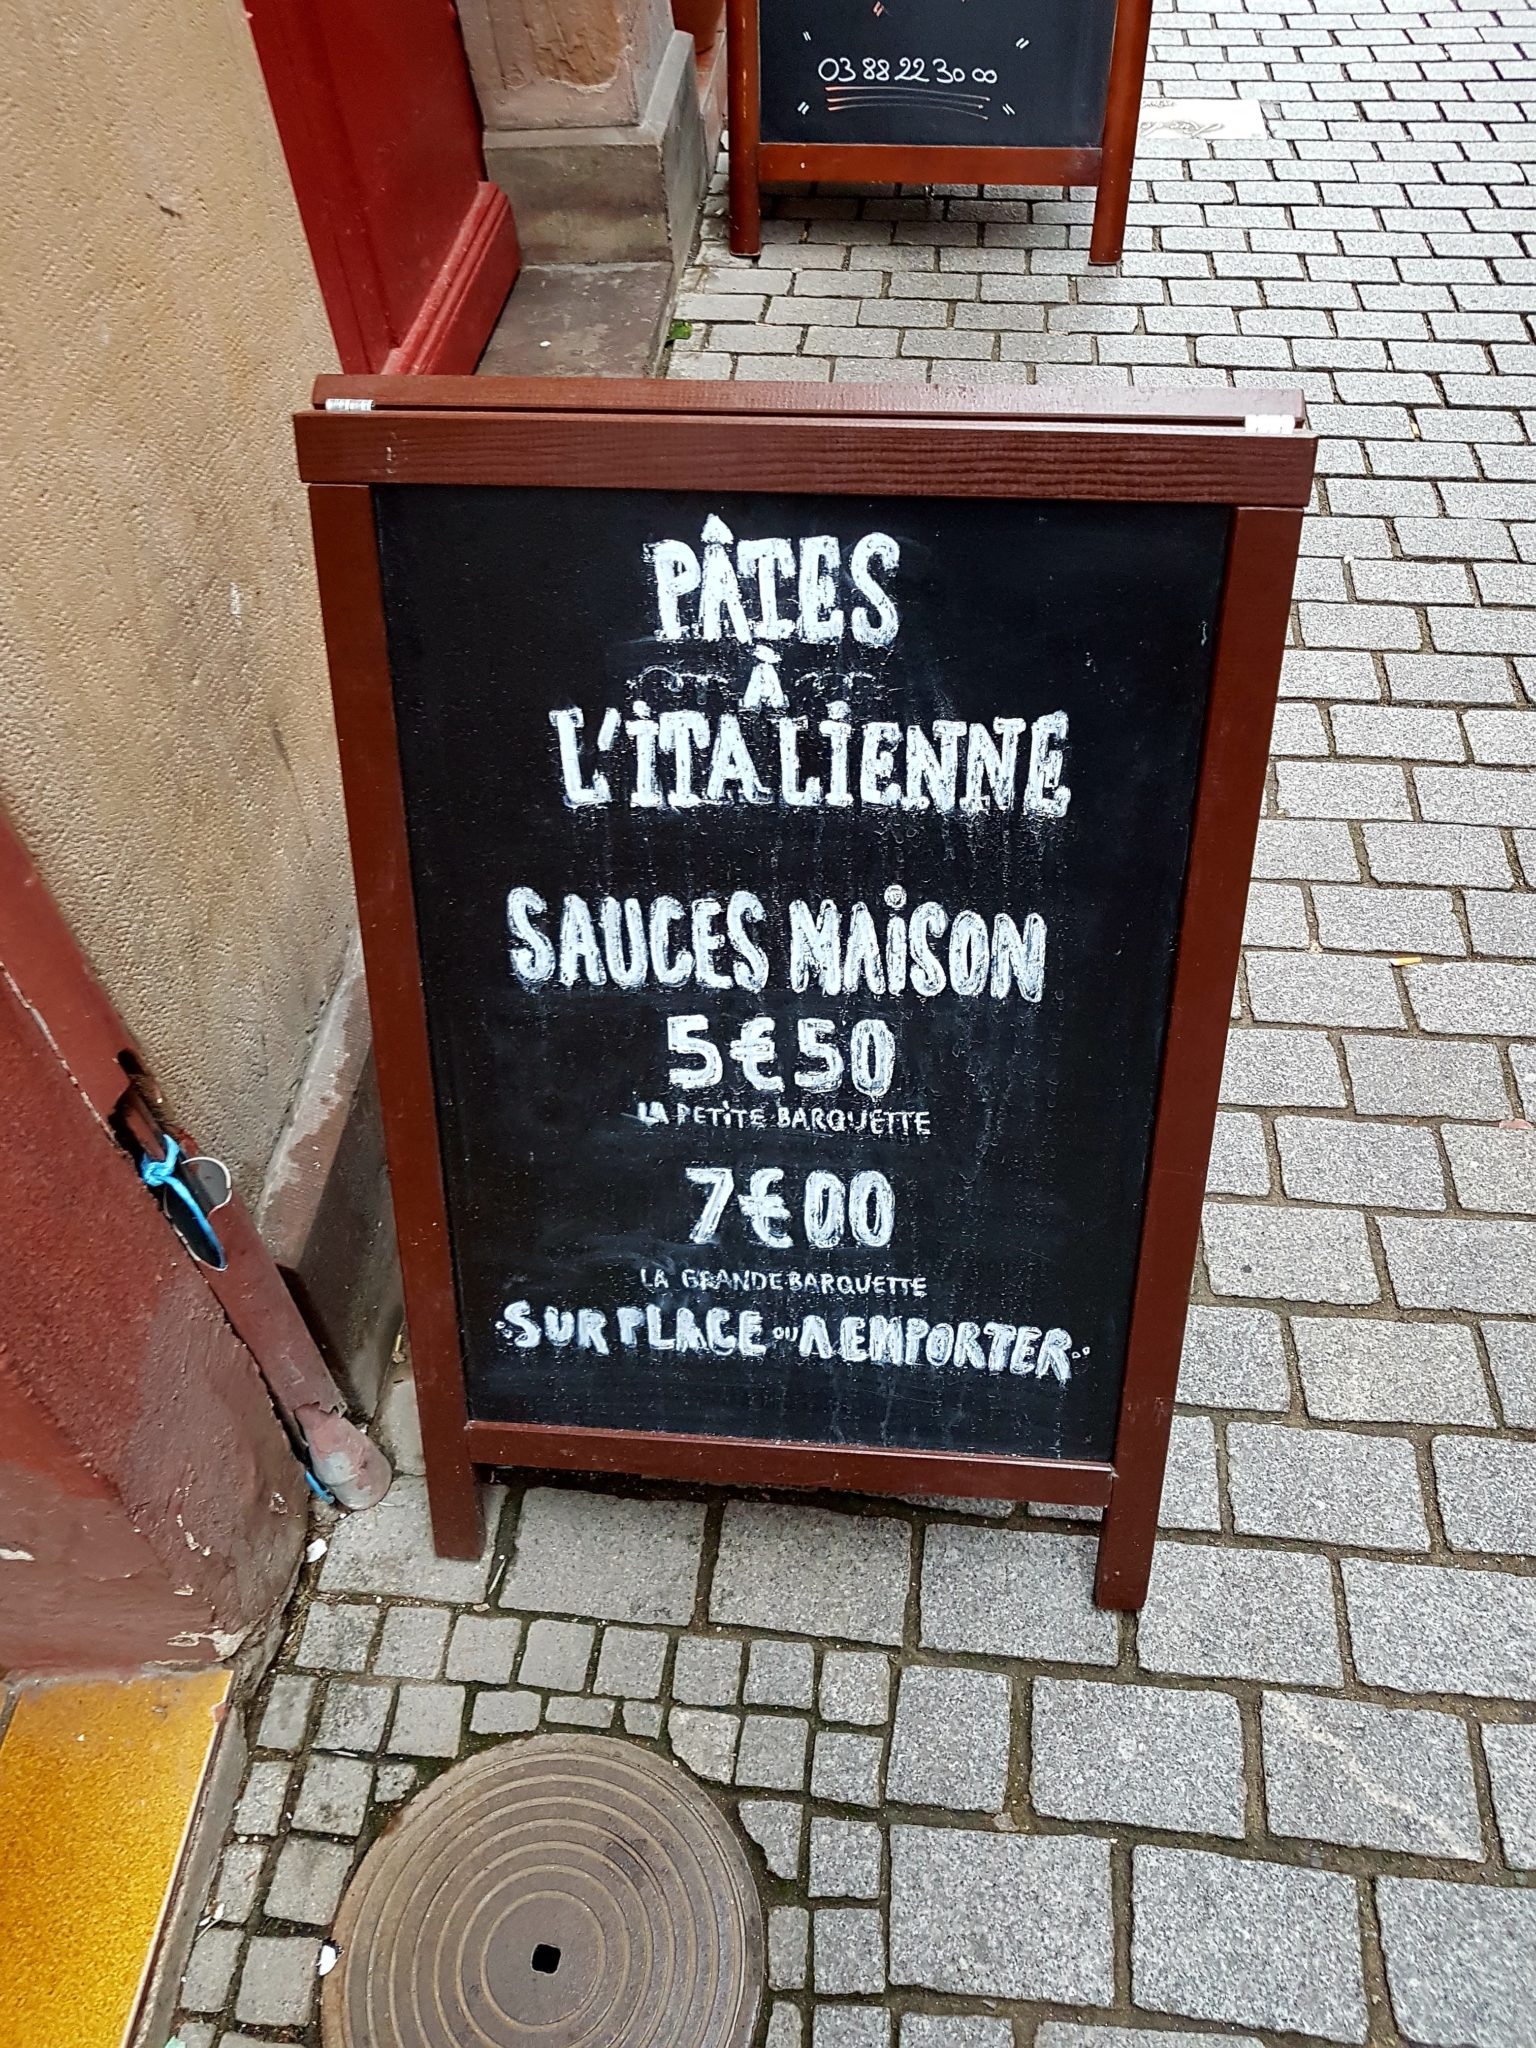 03 88 22 30 00
PÂTES
À
L'iTALiENNE
SAUCES MAiSON
5€50
LA PETiTE BARQUETTE
7€00
LA GRANDE BARQUETTE
SUR PLACE OU A EMPORTER